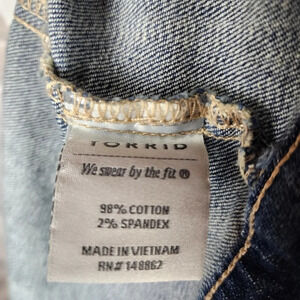 TORRID
We swear by the fit ®
98% COTTON
2% SPANDEX
MADE IN VIETNAM
RN# 148862